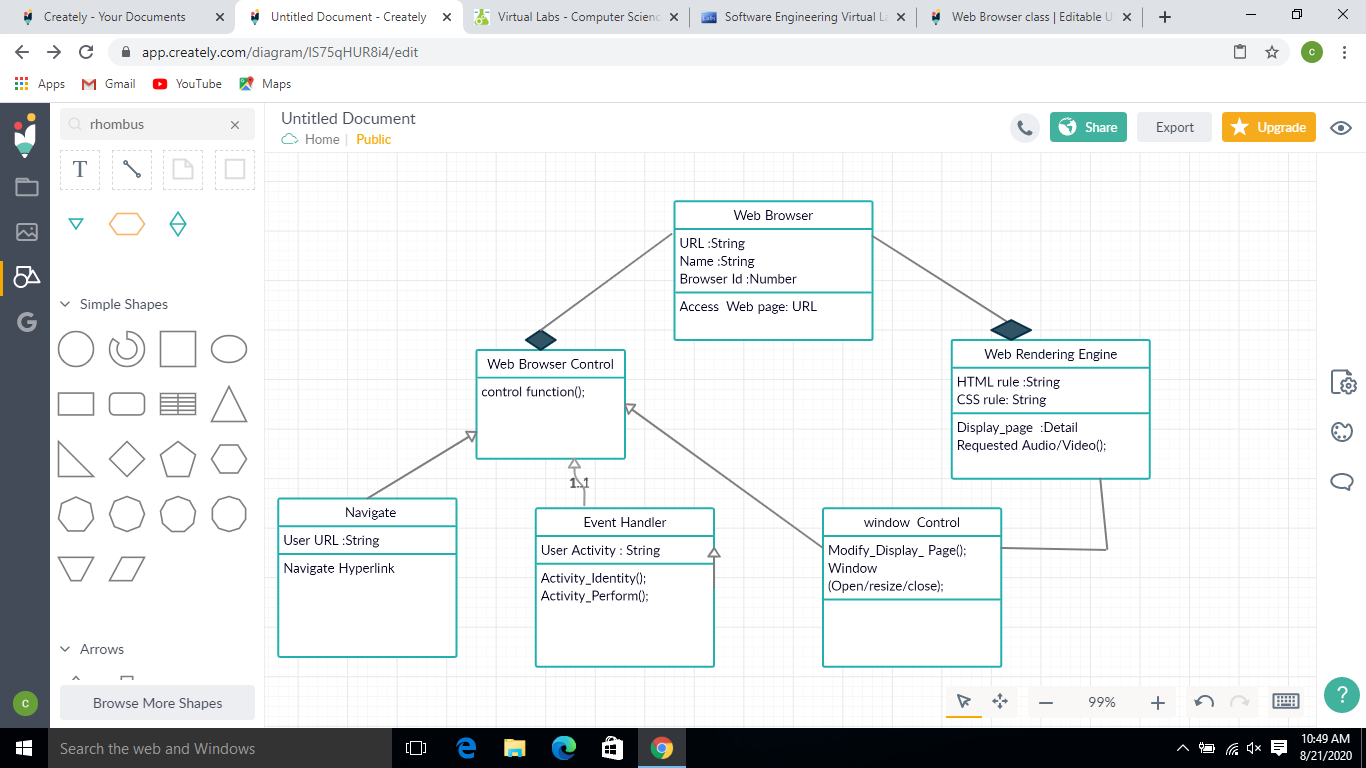 Creately - Your Documents
Untitled Document - Creately
Virtual Labs - Computer Scienc
Software Engineering Virtual La
Web Browser class | Editable U
app.creately.com/diagram/IS75qHUR8i4/edit
C
Apps
Gmail
YouTube
Maps
rhombus
Untitled Document
Home
Public
Share
Export
Upgrade
T
Simple Shapes
Arrows
Browse More Shapes
G
C
Web Browser
URL :String
Name :String
Browser Id :Number
Access Web page: URL
Web Browser Control
control function();
Web Rendering Engine
HTML rule :String
CSS rule: String
Display_page :Detail
Requested Audio/Video();
1..1
Navigate
User URL :String
Navigate Hyperlink
Event Handler
User Activity : String
Activity_Identity();
Activity_Perform();
window Control
Modify_Display_ Page();
Window
(Open/resize/close);
99%
?
Search the web and Windows
10:49 AM
8/21/2020